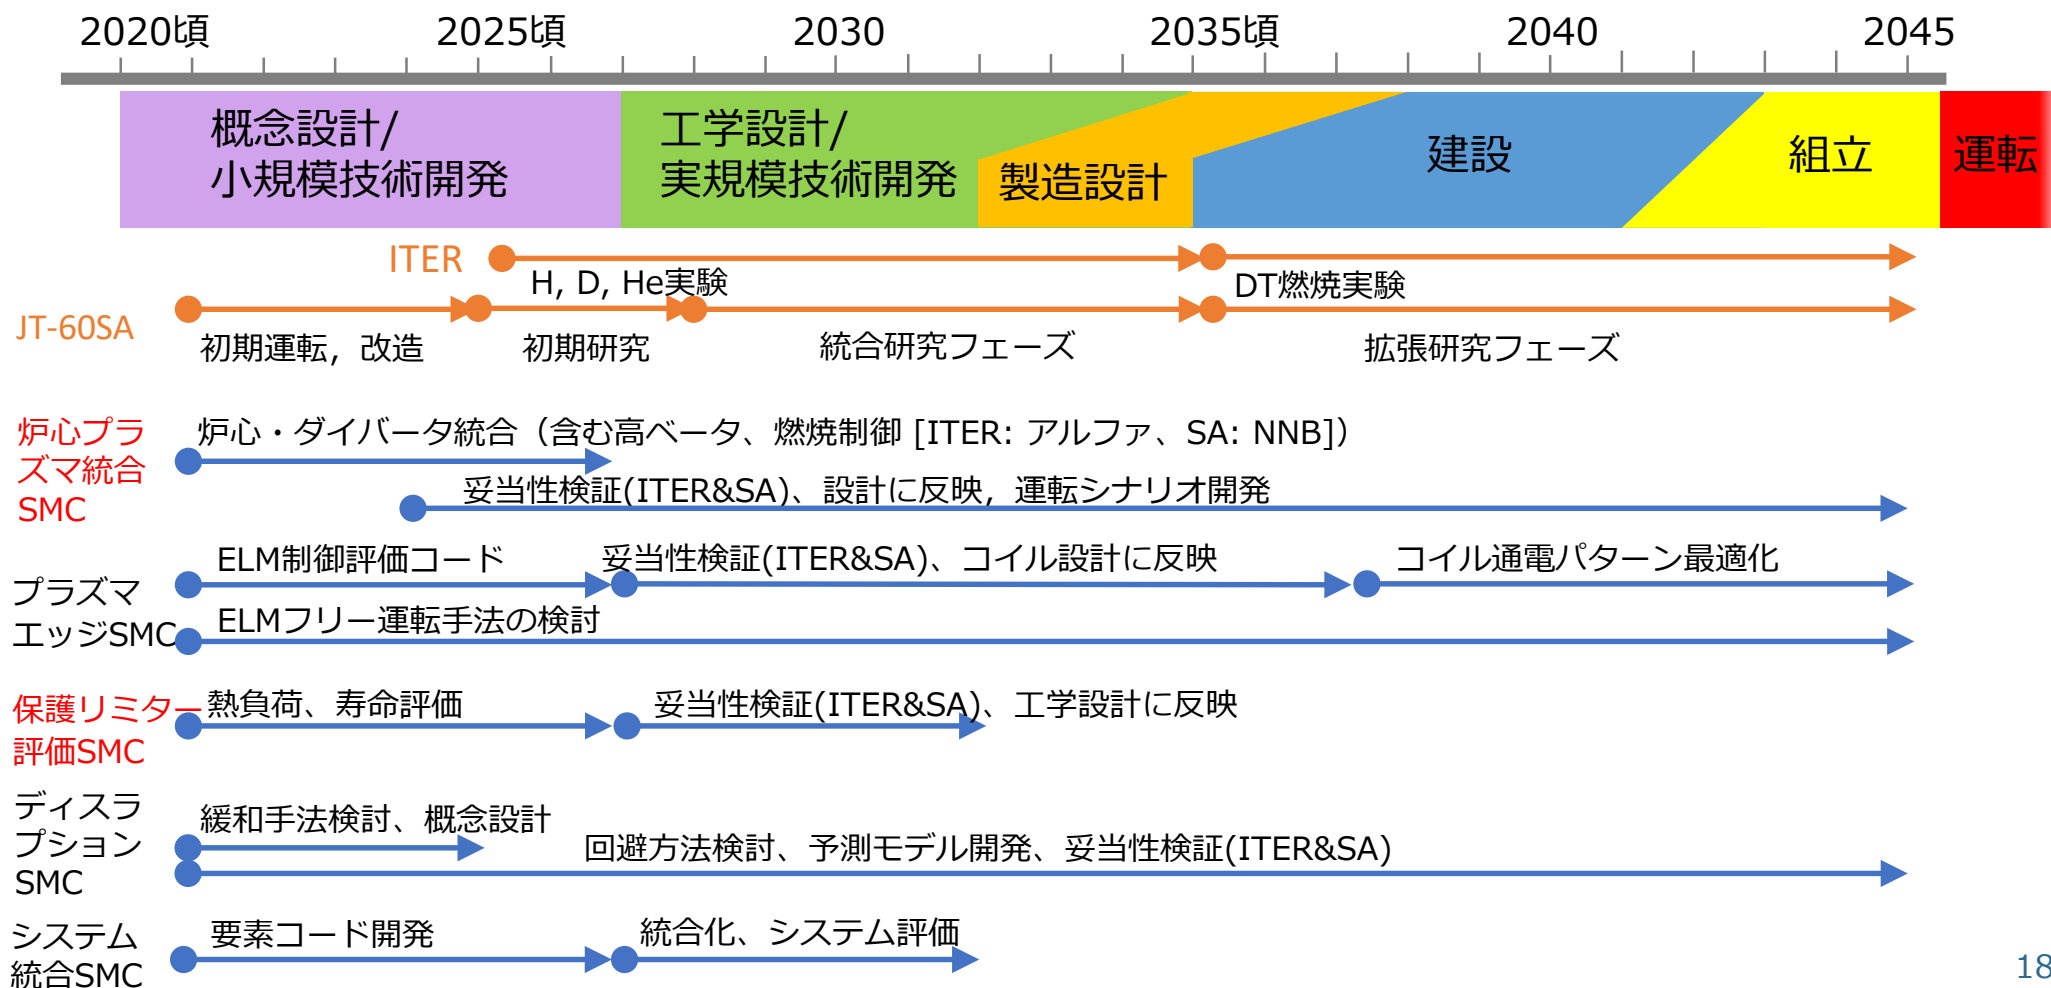 2020頃 2025頃 2030 2035頃 2040 2045
概念設計/
小規模技術開発
工学設計/
実規模技術開発
製造設計
建設
組立
運転
ITER
H, D, He実験
DT燃焼実験
JT-60SA
初期運転，改造
初期研究
統合研究フェーズ
拡張研究フェーズ
炉心プラ
ズマ統合
SMC
炉心・ダイバータ統合（含む高ベータ、燃焼制御 [ITER: アルファ、SA: NNB]）
妥当性検証(ITER&SA)、設計に反映，運転シナリオ開発
プラズマ
エッジSMC
ELM制御評価コード
妥当性検証(ITER&SA)、コイル設計に反映
コイル通電パターン最適化
ELMフリー運転手法の検討
保護リミター
評価SMC
熱負荷、寿命評価
妥当性検証(ITER&SA)、工学設計に反映
ディスラ
プション
SMC
緩和手法検討、概念設計
回避方法検討、予測モデル開発、妥当性検証(ITER&SA)
システム
統合SMC
要素コード開発
統合化、システム評価
18